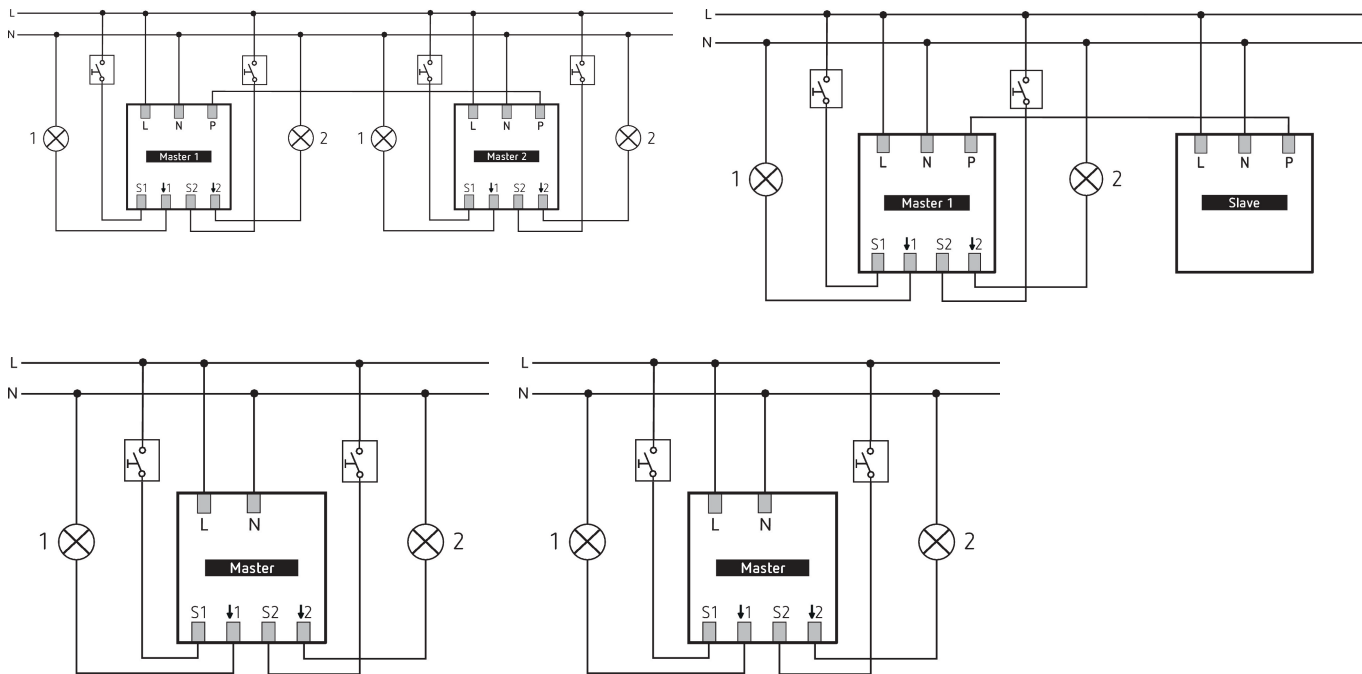 L
N
1
L N P
Master 1
S1 ↓1 S2 ↓2
2
1
L N P
Master 2
S1 ↓1 S2 ↓2
2
L
N
1
L N P
Master 1
S1 ↓1 S2 ↓2
2
L N P
Slave
L
N
1
L N
Master
S1 ↓1 S2 ↓2
2
L
N
1
L N
Master
S1 ↓1 S2 ↓2
2